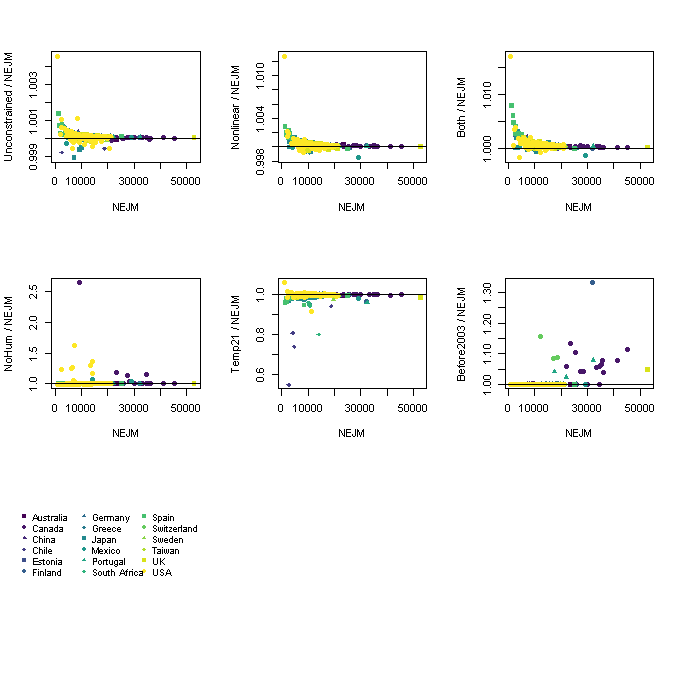 Unconstrained / NEJM
0.999 1.001 1.003
0 10000 30000 50000
NEJM
Nonlinear / NEJM
0.998 1.004 1.010
0 10000 30000 50000
NEJM
Both / NEJM
1.000 1.010
0 10000 30000 50000
NEJM
NoHum / NEJM
1.0 1.5 2.0 2.5
0 10000 30000 50000
NEJM
Temp21 / NEJM
0.6 0.8 1.0
0 10000 30000 50000
NEJM
Before2003 / NEJM
1.00 1.10 1.20 1.30
0 10000 30000 50000
NEJM
Australia Germany Spain
Canada Greece Switzerland
China Japan Sweden
Chile Mexico Taiwan
Estonia Portugal UK
Finland South Africa USA